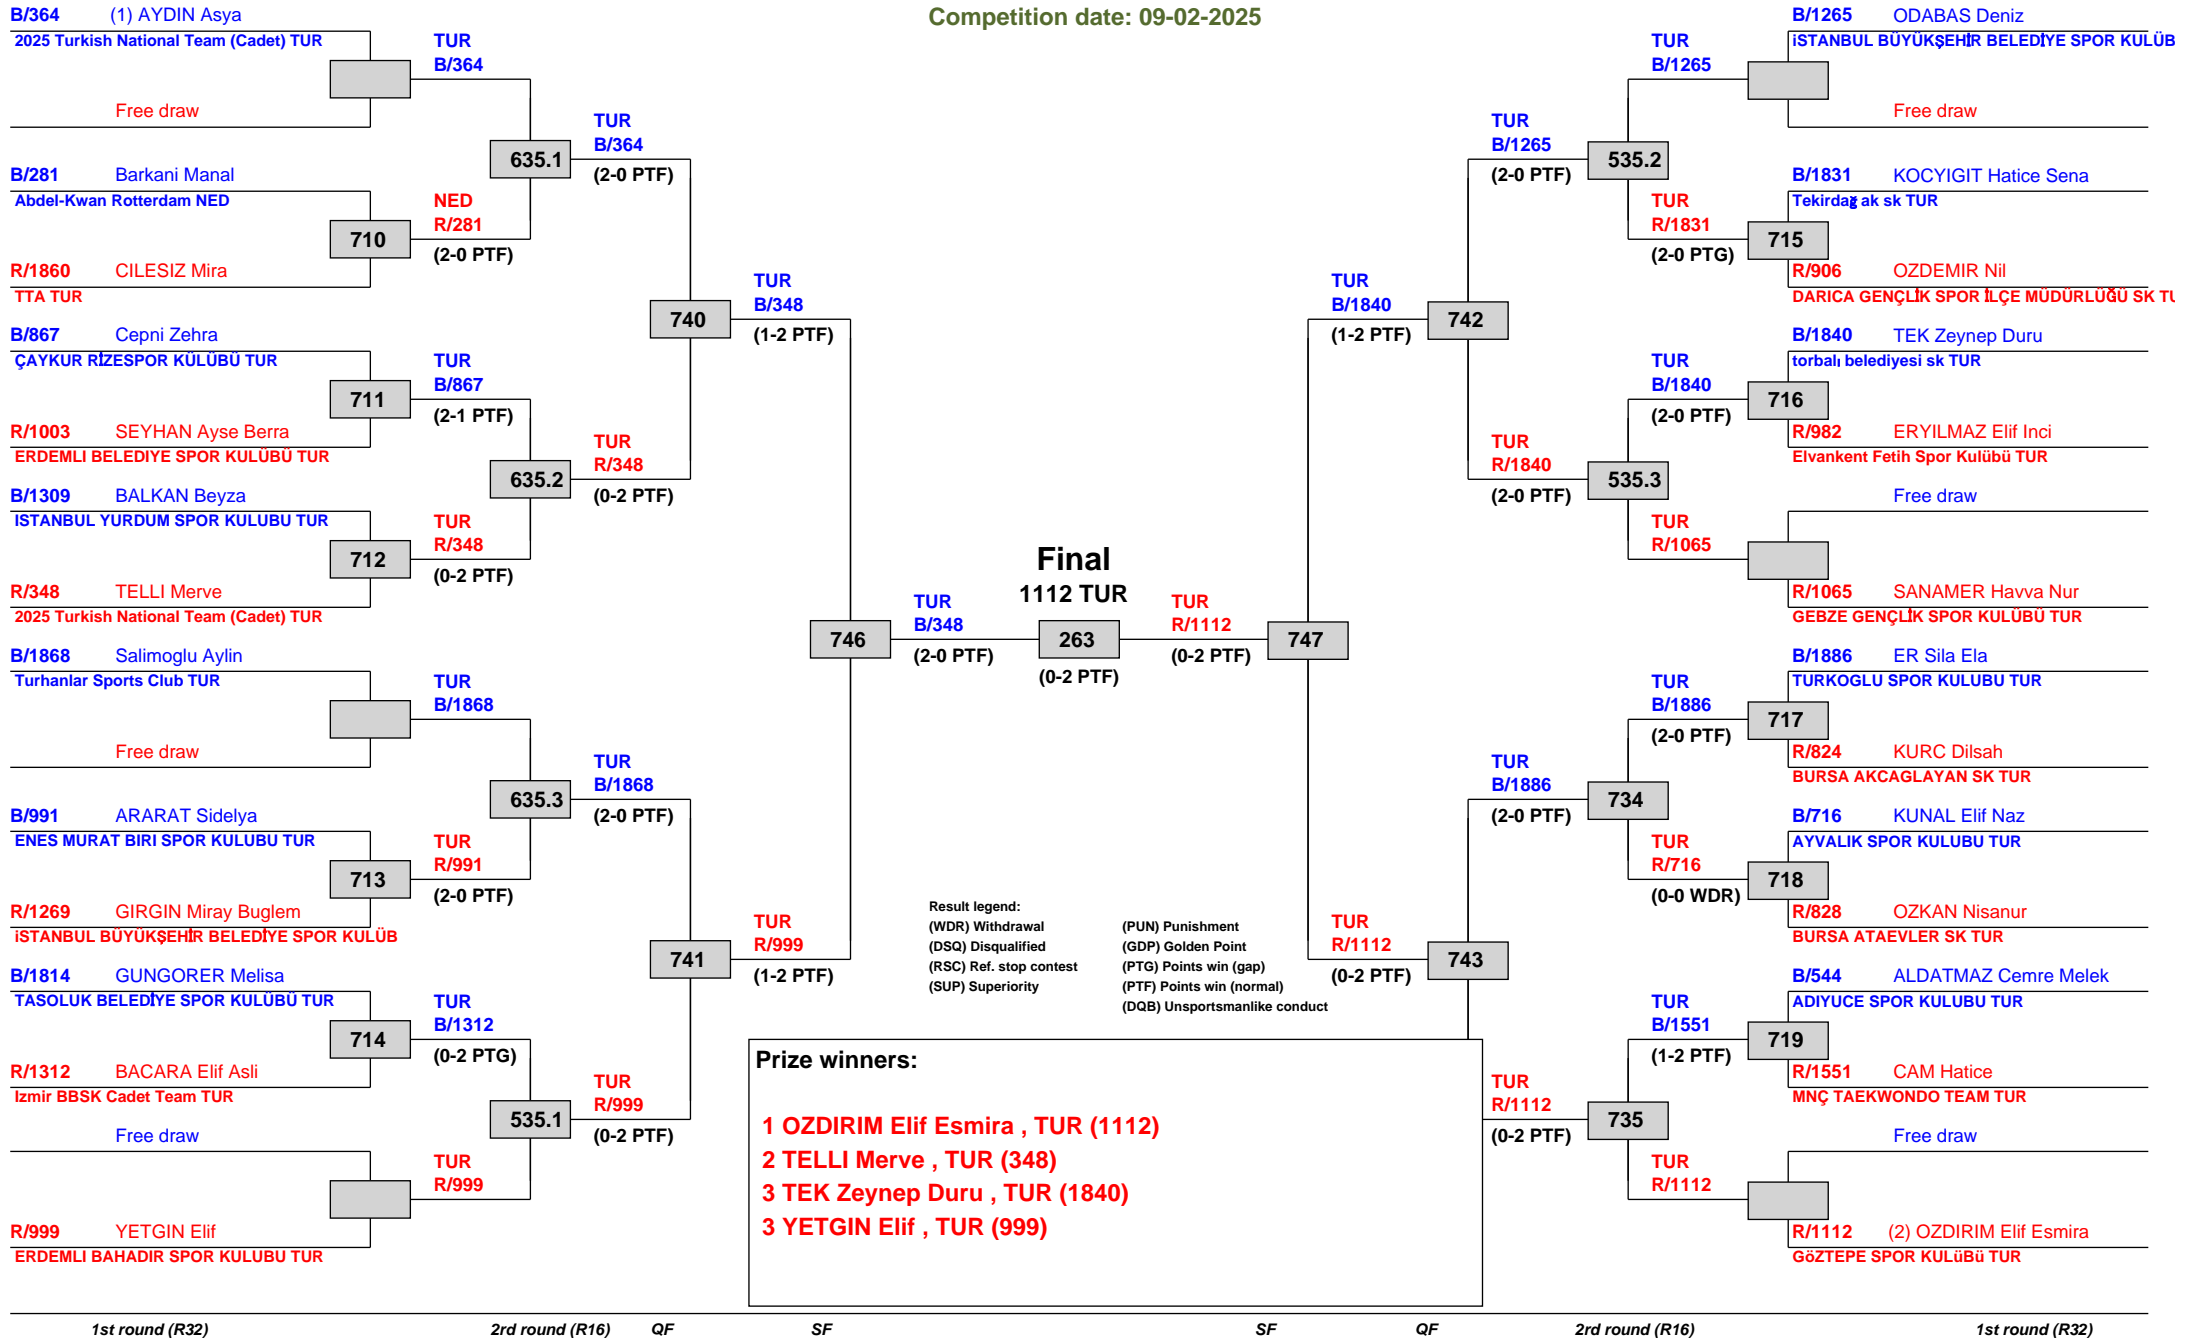 Competition date: 09-02-2025
B/364 (1) AYDIN Asya
2025 Turkish National Team (Cadet) TUR
Free draw
B/281 Barkani Manal
Abdel-Kwan Rotterdam NED
710
R/1860 CILESIZ Mira
TTA TUR
B/867 Cepni Zehra
ÇAYKUR RİZESPOR KÜLÜBÜ TUR
711
R/1003 SEYHAN Ayse Berra
ERDEMLI BELEDIYE SPOR KULÜBÜ TUR
B/1309 BALKAN Beyza
ISTANBUL YURDUM SPOR KULUBU TUR
712
R/348 TELLI Merve
2025 Turkish National Team (Cadet) TUR
B/1868 Salimoglu Aylin
Turhanlar Sports Club TUR
Free draw
B/991 ARARAT Sidelya
ENES MURAT BIRI SPOR KULUBU TUR
713
R/1269 GIRGIN Miray Buglem
iSTANBUL BÜYÜKŞEHİR BELEDİYE SPOR KULÜB
B/1814 GUNGORER Melisa
TASOLUK BELEDİYE SPOR KULÜBÜ TUR
714
R/1312 BACARA Elif Asli
Izmir BBSK Cadet Team TUR
Free draw
R/999 YETGIN Elif
ERDEMLI BAHADIR SPOR KULUBU TUR
TUR
B/364
635.1
NED
R/281
(2-0 PTF)
TUR
B/867
(2-1 PTF)
635.2
TUR
R/348
(0-2 PTF)
TUR
B/1868
635.3
TUR
R/991
(2-0 PTF)
TUR
B/1312
(0-2 PTG)
535.1
TUR
R/999
TUR
B/364
(2-0 PTF)
740
TUR
R/348
(0-2 PTF)
TUR
B/1868
(2-0 PTF)
741
TUR
R/999
(0-2 PTF)
TUR
B/348
(1-2 PTF)
746
TUR
R/999
(1-2 PTF)
TUR
B/348
(2-0 PTF)
Final
1112 TUR
263
(0-2 PTF)
TUR
R/1112
(0-2 PTF)
747
TUR
B/1840
(1-2 PTF)
TUR
R/1112
(0-2 PTF)
742
743
TUR
B/1265
(2-0 PTF)
TUR
R/1840
(2-0 PTF)
TUR
B/1886
(2-0 PTF)
TUR
R/1112
(0-2 PTF)
535.2
535.3
734
735
TUR
B/1265
TUR
R/1831
(2-0 PTG)
TUR
B/1840
(2-0 PTF)
TUR
R/1065
TUR
B/1886
(2-0 PTF)
TUR
R/716
(0-0 WDR)
TUR
B/1551
(1-2 PTF)
TUR
R/1112
B/1265 ODABAS Deniz
iSTANBUL BÜYÜKŞEHİR BELEDİYE SPOR KULÜB
Free draw
B/1831 KOCYIGIT Hatice Sena
Tekirdağ ak sk TUR
715
R/906 OZDEMIR Nil
DARICA GENÇLİK SPOR İLÇE MÜDÜRLÜĞÜ SK TU
B/1840 TEK Zeynep Duru
torbalı belediyesi sk TUR
716
R/982 ERYILMAZ Elif Inci
Elvankent Fetih Spor Kulübü TUR
Free draw
R/1065 SANAMER Havva Nur
GEBZE GENÇLİK SPOR KULÜBÜ TUR
B/1886 ER Sila Ela
TURKOGLU SPOR KULUBU TUR
717
R/824 KURC Dilsah
BURSA AKCAGLAYAN SK TUR
B/716 KUNAL Elif Naz
AYVALIK SPOR KULUBU TUR
718
R/828 OZKAN Nisanur
BURSA ATAEVLER SK TUR
B/544 ALDATMAZ Cemre Melek
ADIYUCE SPOR KULUBU TUR
719
R/1551 CAM Hatice
MNÇ TAEKWONDO TEAM TUR
Free draw
R/1112 (2) OZDIRIM Elif Esmira
GöZTEPE SPOR KULüBü TUR
Result legend:
(WDR) Withdrawal (PUN) Punishment
(DSQ) Disqualified (GDP) Golden Point
(RSC) Ref. stop contest (PTG) Points win (gap)
(SUP) Superiority (PTF) Points win (normal)
(DQB) Unsportsmanlike conduct
Prize winners:
1 OZDIRIM Elif Esmira , TUR (1112)
2 TELLI Merve , TUR (348)
3 TEK Zeynep Duru , TUR (1840)
3 YETGIN Elif , TUR (999)
1st round (R32) 2rd round (R16) QF SF SF QF 2rd round (R16) 1st round (R32)